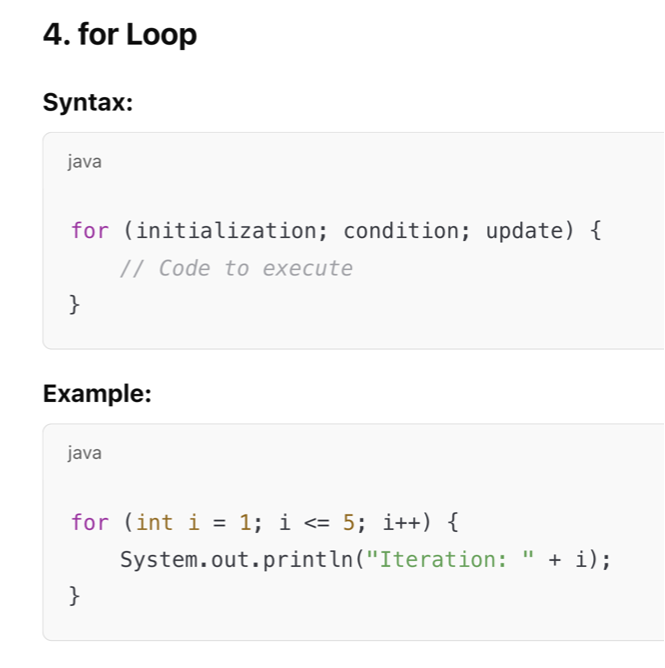 4. for Loop
Syntax:
java
for (initialization; condition; update) {
    // Code to execute
}
Example:
java
for (int i = 1; i <= 5; i++) {
    System.out.println("Iteration: " + i);
}